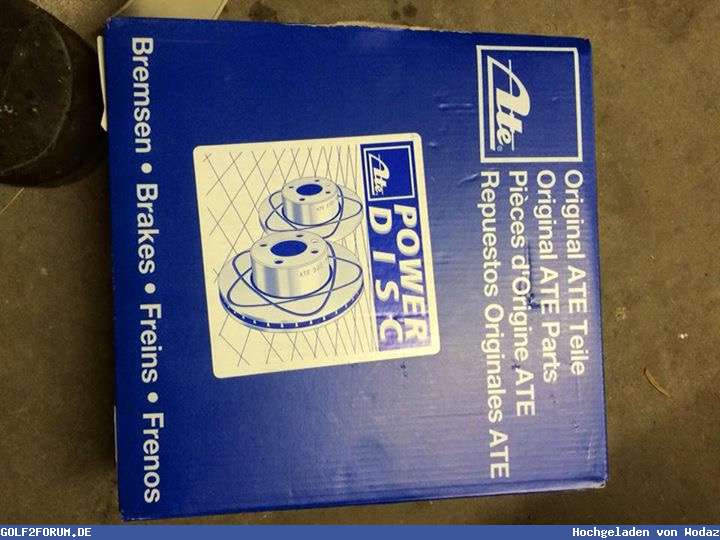 Ate®
Original ATE Teile
Original ATE Parts
Pièces d'Origine ATE
Repuestos Originales ATE
Ate
POWER
DISC
Bremsen • Brakes • Freins • Frenos
GOLF2FORUM.DE
Hochgeladen von Wodaz